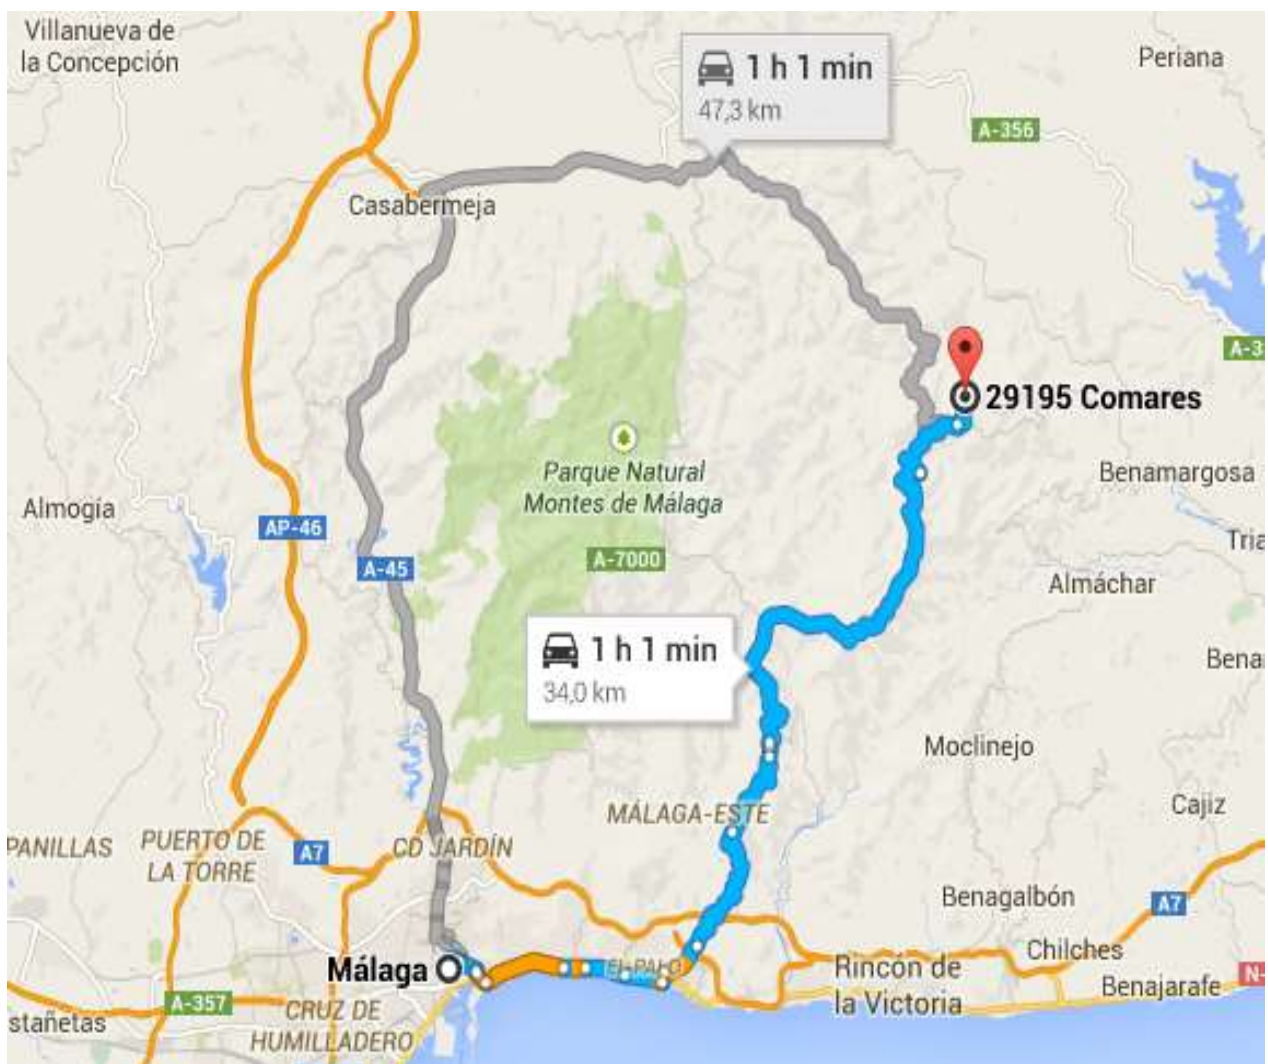 Villanueva de
la Concepción
1 h 1 min
47,3 km
Periana
A-356
Casabermeja
29195 Comares
Parque Natural
Montes de Málaga
Benamargosa
Almogía
AP-46
A-45
A-7000
Almáchar
1 h 1 min
34,0 km
Moclinejo
MÁLAGA-ESTE
Cajiz
PUERTO DE
LA TORRE
A7
CD JARDÍN
PANILLAS
Benagalbón
A7
Chilches
Málaga
EL PALO
Rincón de
la Victoria
Benajarafe
A-357
CRUZ DE
HUMILLADERO
stañetas